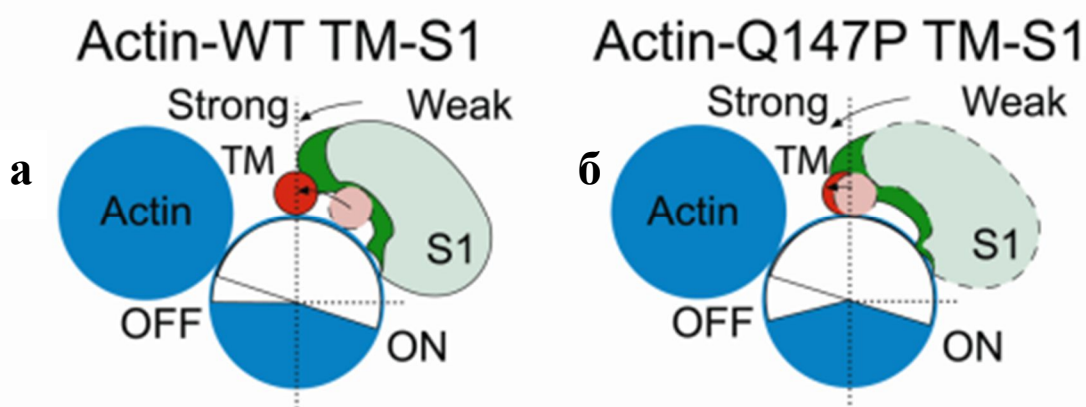 Actin-WT TM-S1
Strong Weak
TM
а
Actin
S1
OFF
ON
Actin-Q147P TM-S1
Strong Weak
TM
б
Actin
S1
OFF
ON